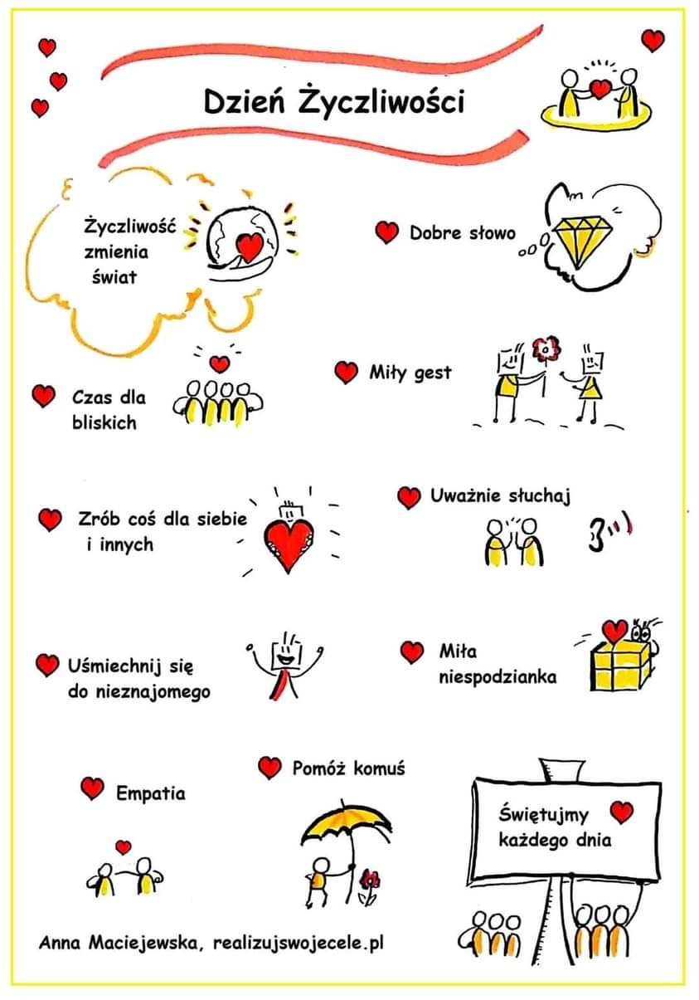 Dzień Życzliwości
Życzliwość
zmienia
świat
Dobre słowo
Czas dla
bliskich
Miły gest
Zrób coś dla siebie
i innych
Uważnie słuchaj
Uśmiechnij się
do nieznajomego
Miła
niespodzianka
Empatia
Pomóż komuś
Świętujmy
każdego dnia
Anna Maciejewska, realizujswojecele.pl